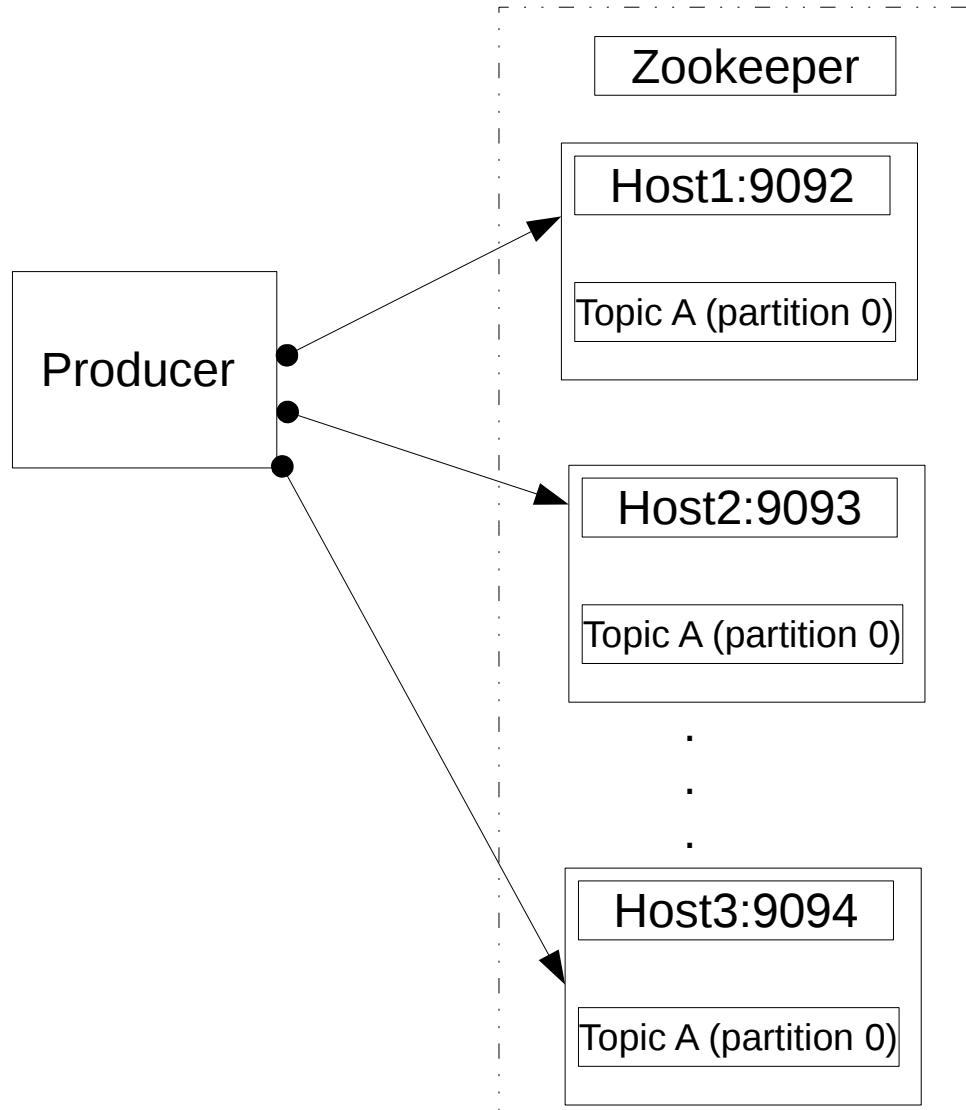 Zookeeper
Host1:9092
Topic A (partition 0)
Producer
Host2:9093
Topic A (partition 0)
.
.
.
Host3:9094
Topic A (partition 0)